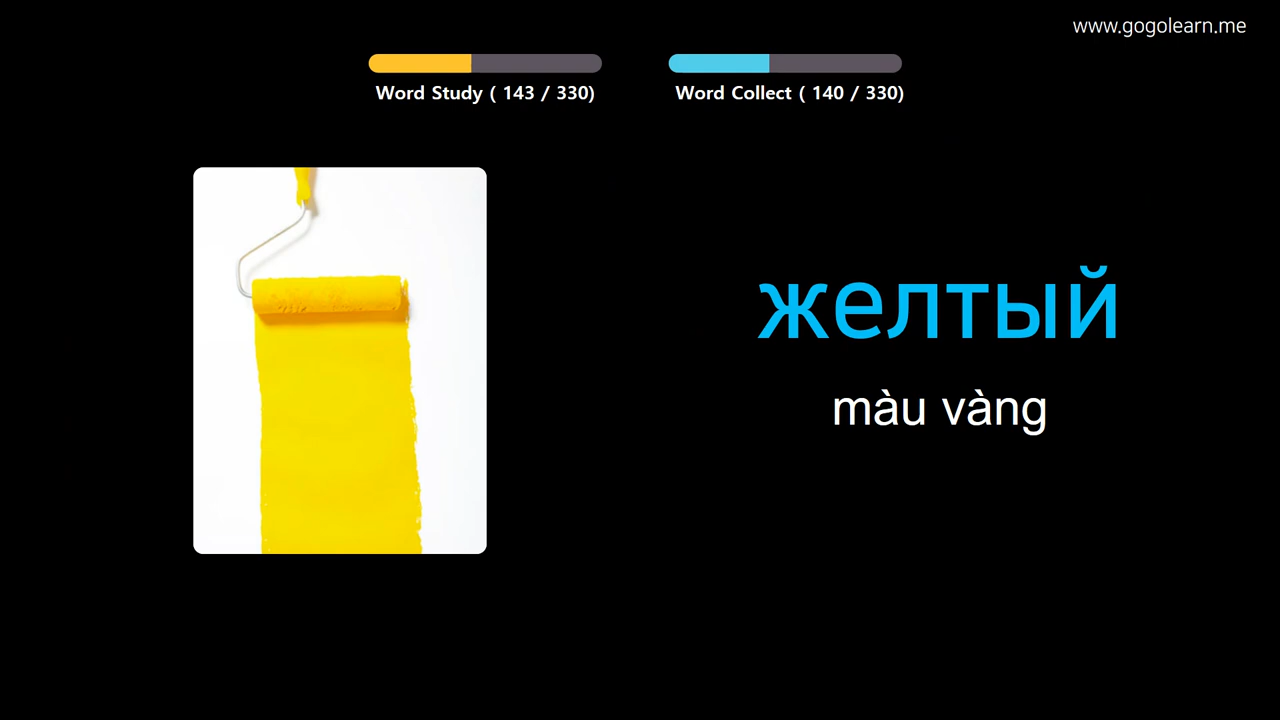 www.gogolearn.me
Word Study ( 143 / 330)
Word Collect ( 140 / 330)
желтый
màu vàng